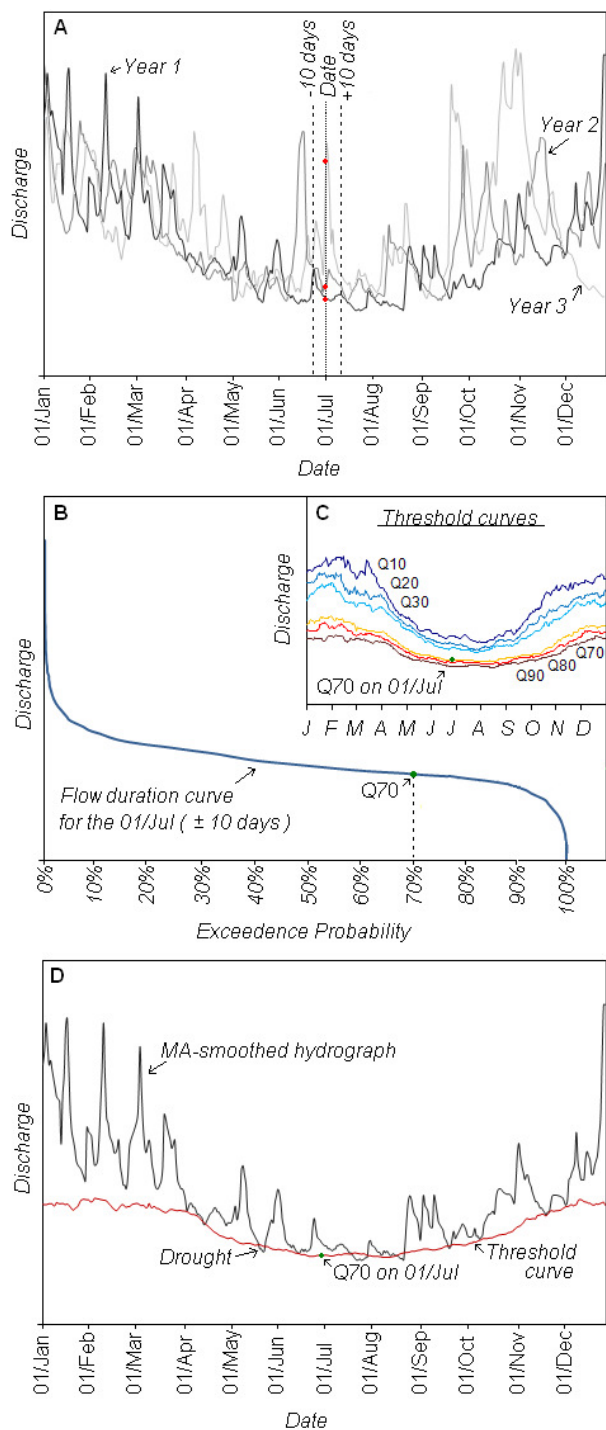 A
Year 1
-10 days
Date
+10 days
Year 2
Year 3
Discharge
01/Jan
01/Feb
01/Mar
01/Apr
01/May
01/Jun
01/Jul
01/Aug
01/Sep
01/Oct
01/Nov
01/Dec
Date
B
Discharge
Flow duration curve
for the 01/Jul ( ± 10 days )
Q70
0%
10%
20%
30%
40%
50%
60%
70%
80%
90%
100%
Exceedence Probability
C
Threshold curves
Discharge
Q10
Q20
Q30
Q70
Q80
Q90
Q70 on 01/Jul
J F M A M J J A S O N D
D
MA-smoothed hydrograph
Discharge
Drought
Q70 on 01/Jul
Threshold
curve
01/Jan
01/Feb
01/Mar
01/Apr
01/May
01/Jun
01/Jul
01/Aug
01/Sep
01/Oct
01/Nov
01/Dec
Date